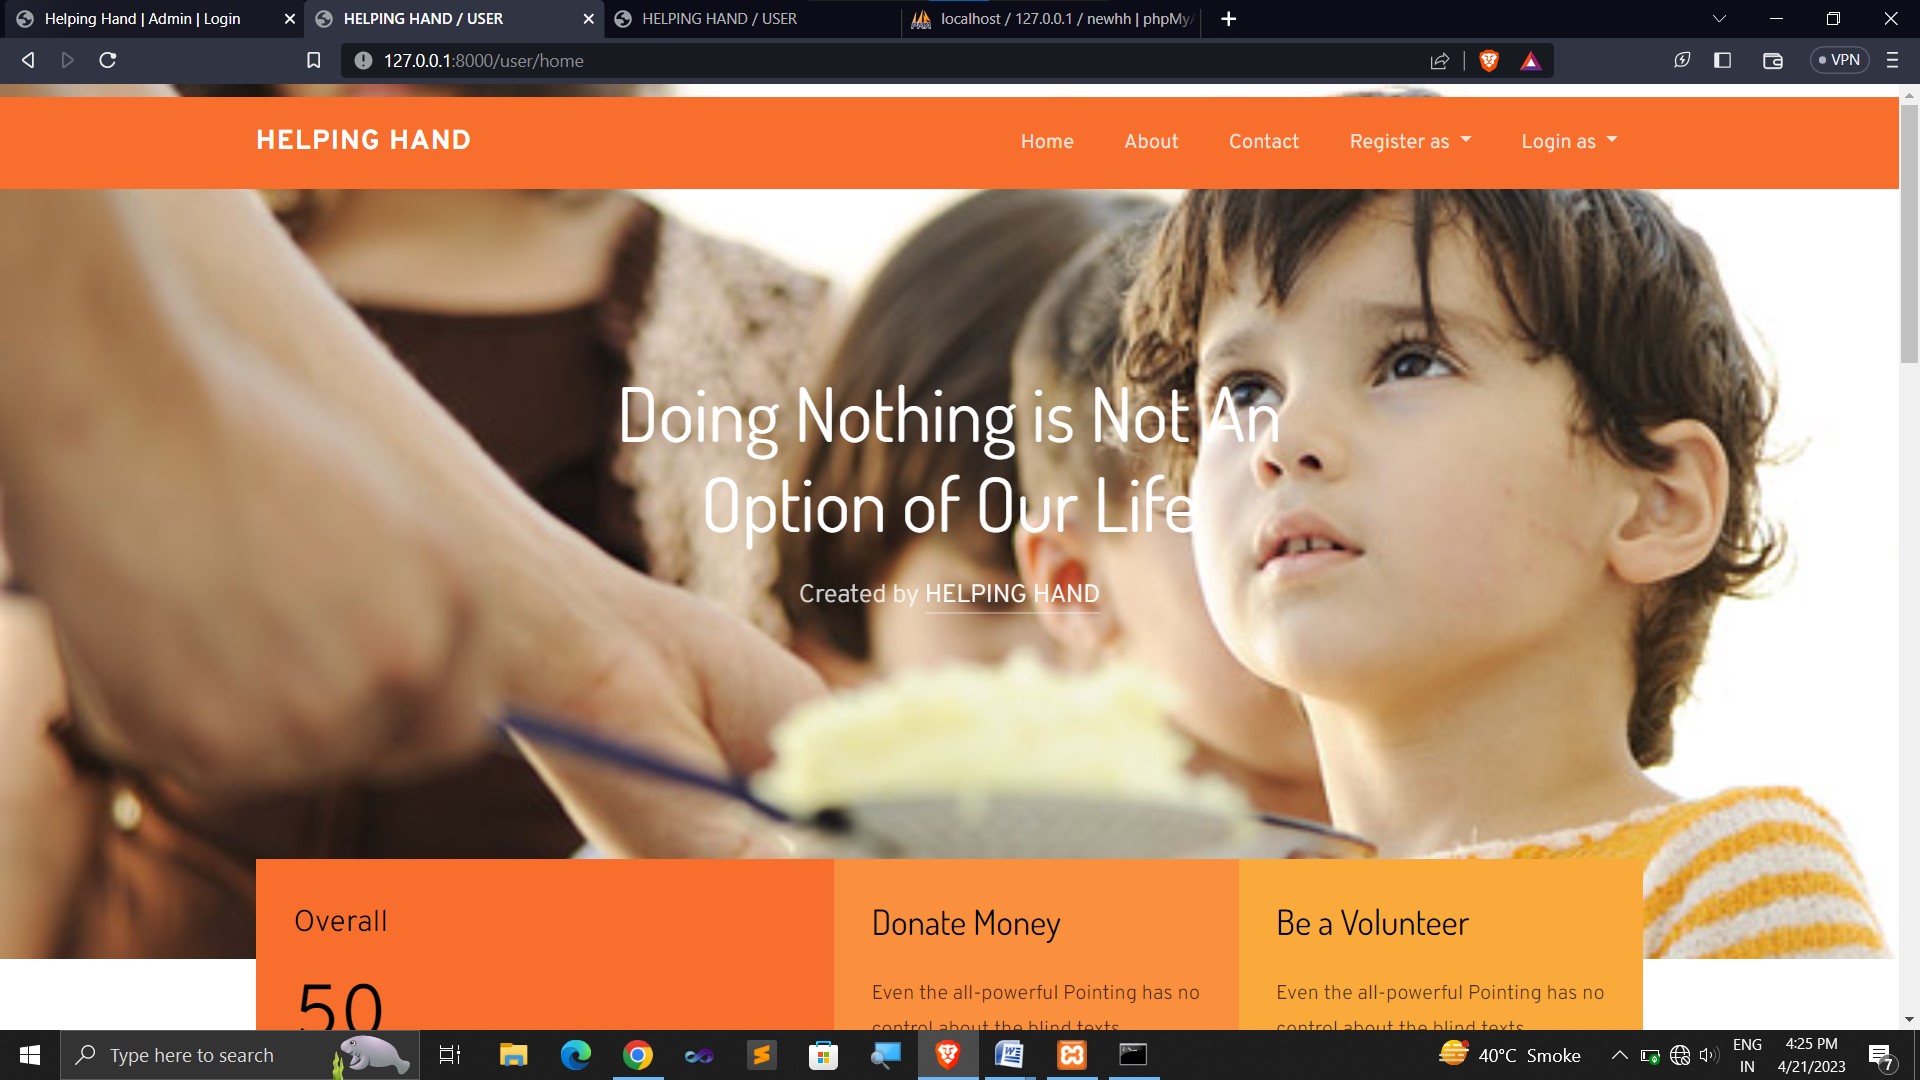 Helping Hand | Admin | Login
HELPING HAND / USER
HELPING HAND / USER
localhost / 127.0.0.1 / newhh | phpMyA
127.0.0.1:8000/user/home
VPN
HELPING HAND
Home
About
Contact
Register as
Login as
Doing Nothing is Not An
Option of Our Life
Created by HELPING HAND
Overall
50
Donate Money
Even the all-powerful Pointing has no
control about the blind texts
Be a Volunteer
Even the all-powerful Pointing has no
control about the blind texts
Type here to search
40°C Smoke
ENG
IN
4:25 PM
4/21/2023
7